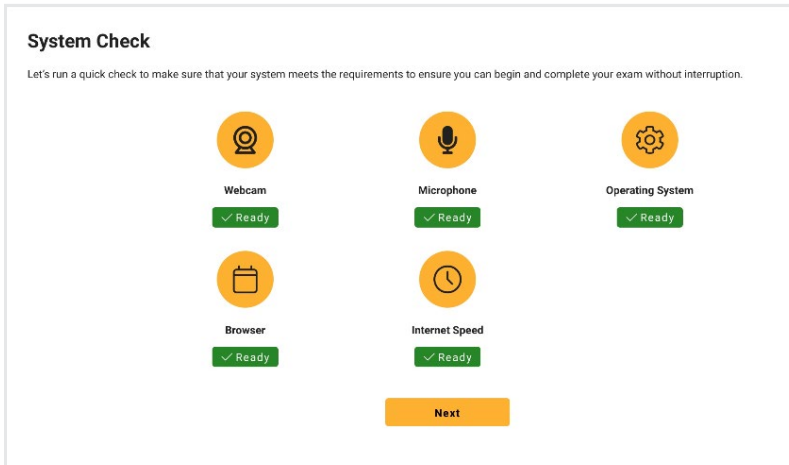 System Check
Let's run a quick check to make sure that your system meets the requirements to ensure you can begin and complete your exam without interruption.
Webcam
Microphone
Operating System
Ready
Ready
Ready
Browser
Internet Speed
Ready
Ready
Next